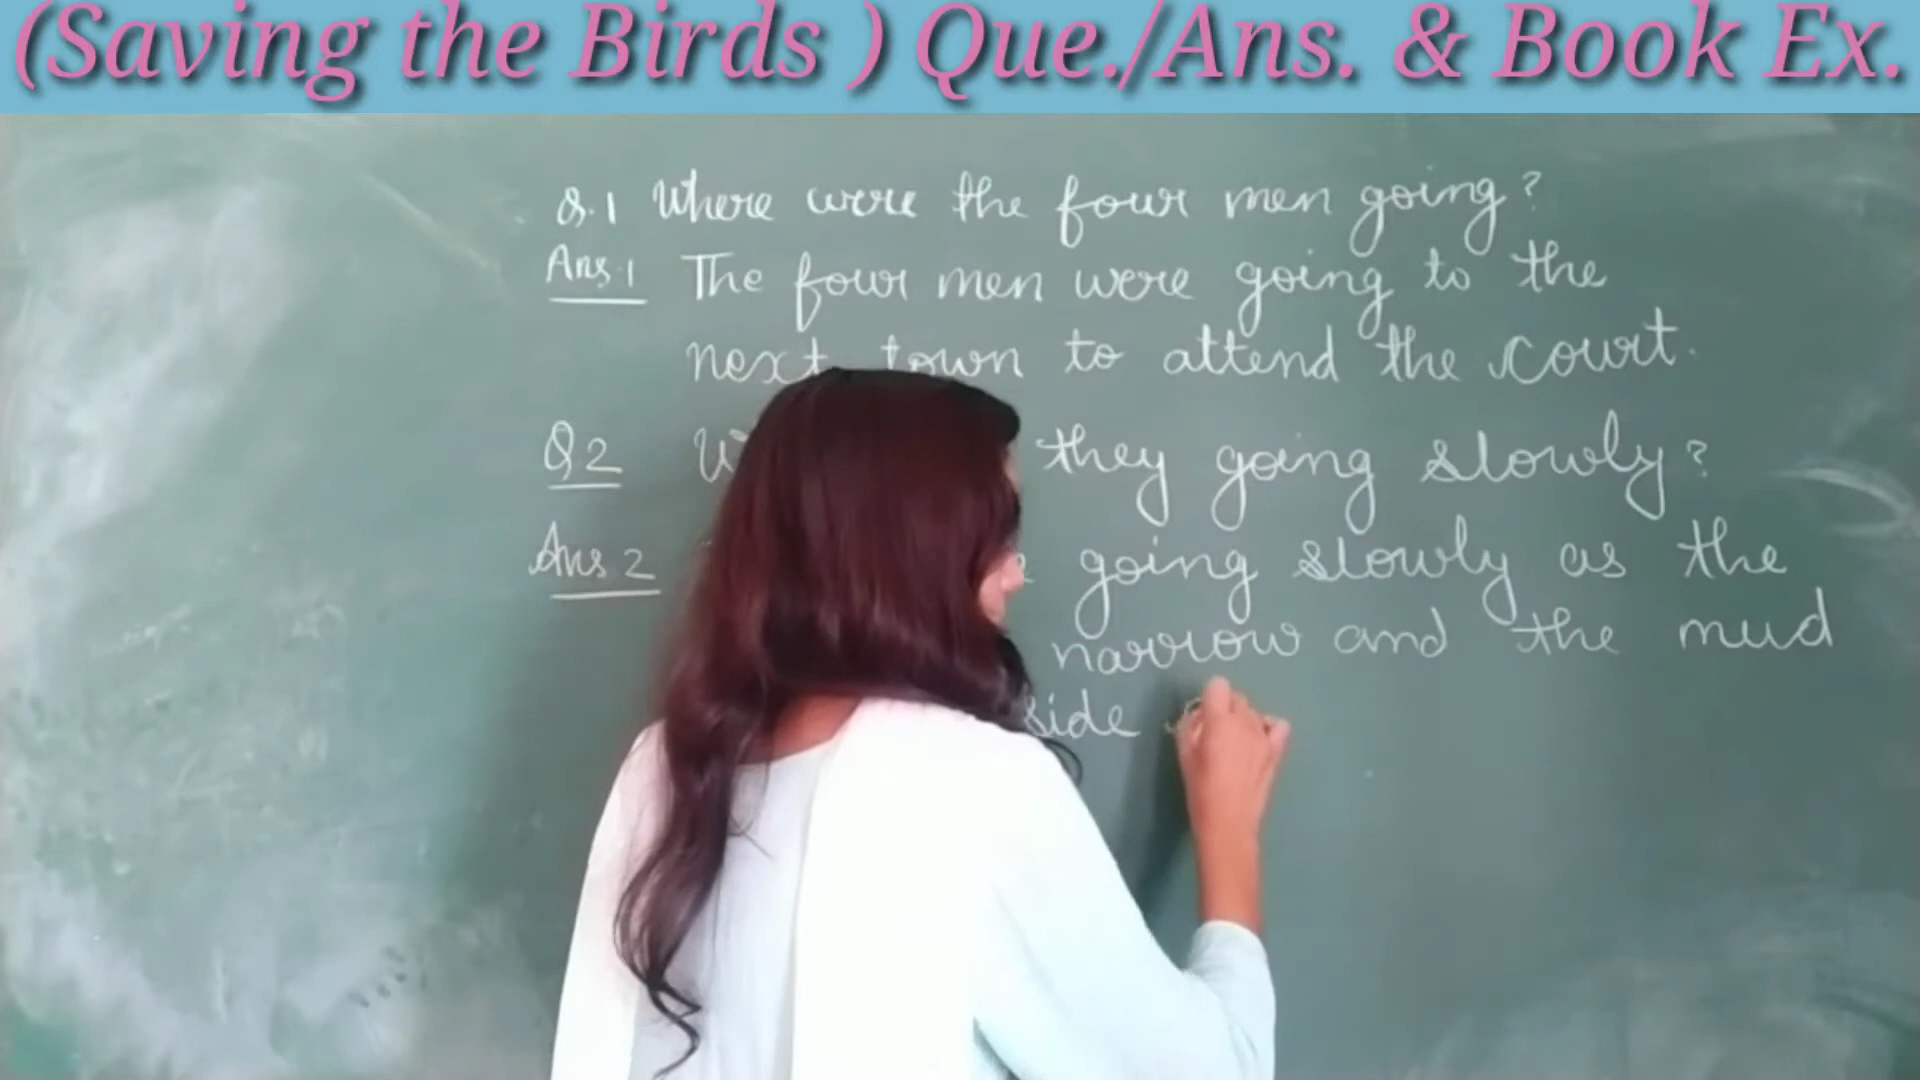 (Saving the Birds ) Que./Ans. & Book Ex.
Q.1 Where were the four men going?
Ans.1 The four men were going to the
next town to attend the court.
Q2 they going slowly?
Ans 2 going slowly as the
narrow and the mud
side